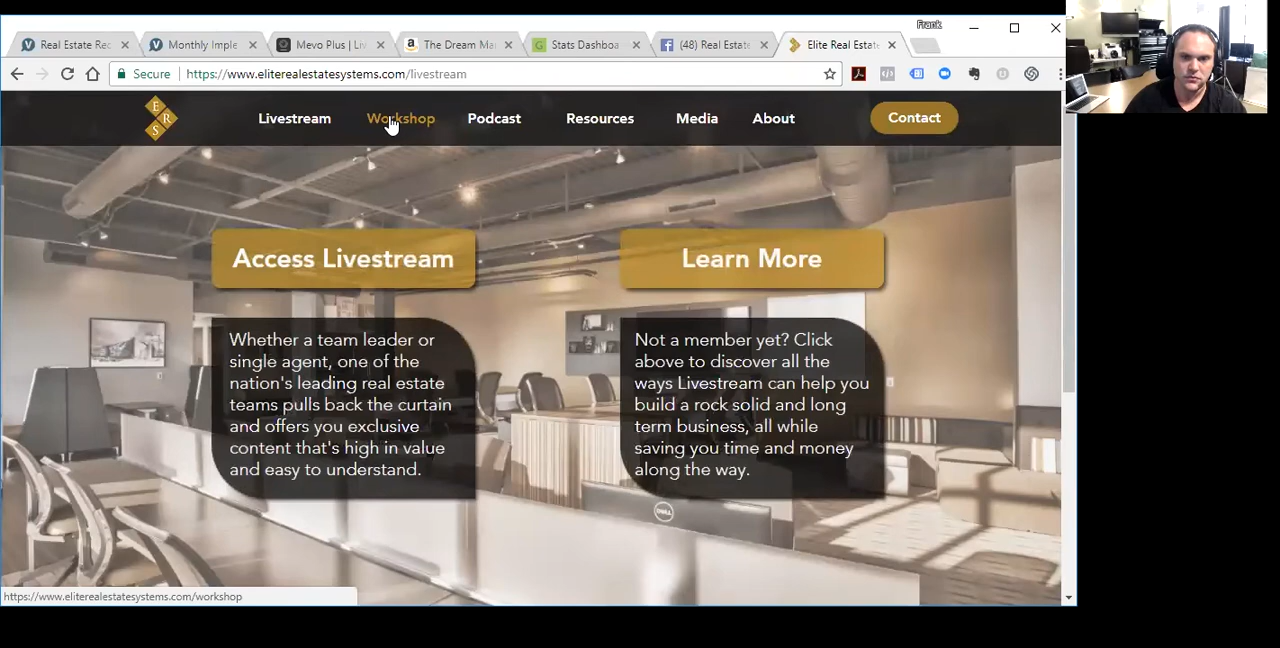 Frank
Real Estate Rec
Monthly Imple
Mevo Plus | Liv
The Dream Ma
Stats Dashboa
(48) Real Estate
Elite Real Estat
Secure
https://www.eliterealestatesystems.com/livestream
E
R
S
Livestream
Workshop
Podcast
Resources
Media
About
Contact
Access Livestream
Whether a team leader or
single agent, one of the
nation's leading real estate
teams pulls back the curtain
and offers you exclusive
content that's high in value
and easy to understand.
Learn More
Not a member yet? Click
above to discover all the
ways Livestream can help you
build a rock solid and long
term business, all while
saving you time and money
along the way.
DELL
https://www.eliterealestatesystems.com/workshop